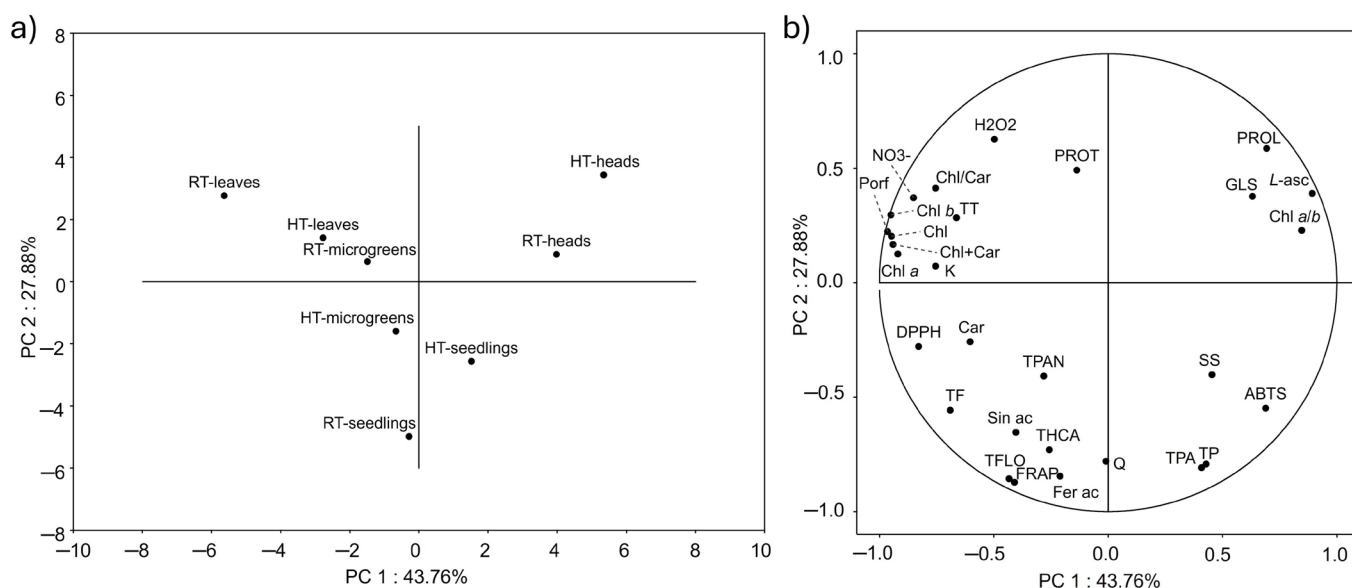 a)
8
6
4
2
0
−2
−4
−6
−8
PC 2 : 27.88%
HT-heads
RT-leaves
HT-leaves
RT-heads
RT-microgreens
HT-microgreens
HT-seedlings
RT-seedlings
−10
−8
−6
−4
−2
0
2
4
6
8
10
PC 1 : 43.76%
b)
1.0
0.5
0.0
−0.5
−1.0
PC 2 : 27.88%
H2O2
PROL
NO3-
PROT
Porf
Chl/Car
GLS
L-asc
Chl b
TT
Chl a/b
Chl
Chl+Car
Chl a
K
DPPH
Car
TPAN
SS
TF
ABTS
Sin ac
THCA
TFLO
FRAP
Q
TPA
TP
Fer ac
−1.0
−0.5
0.0
0.5
1.0
PC 1 : 43.76%